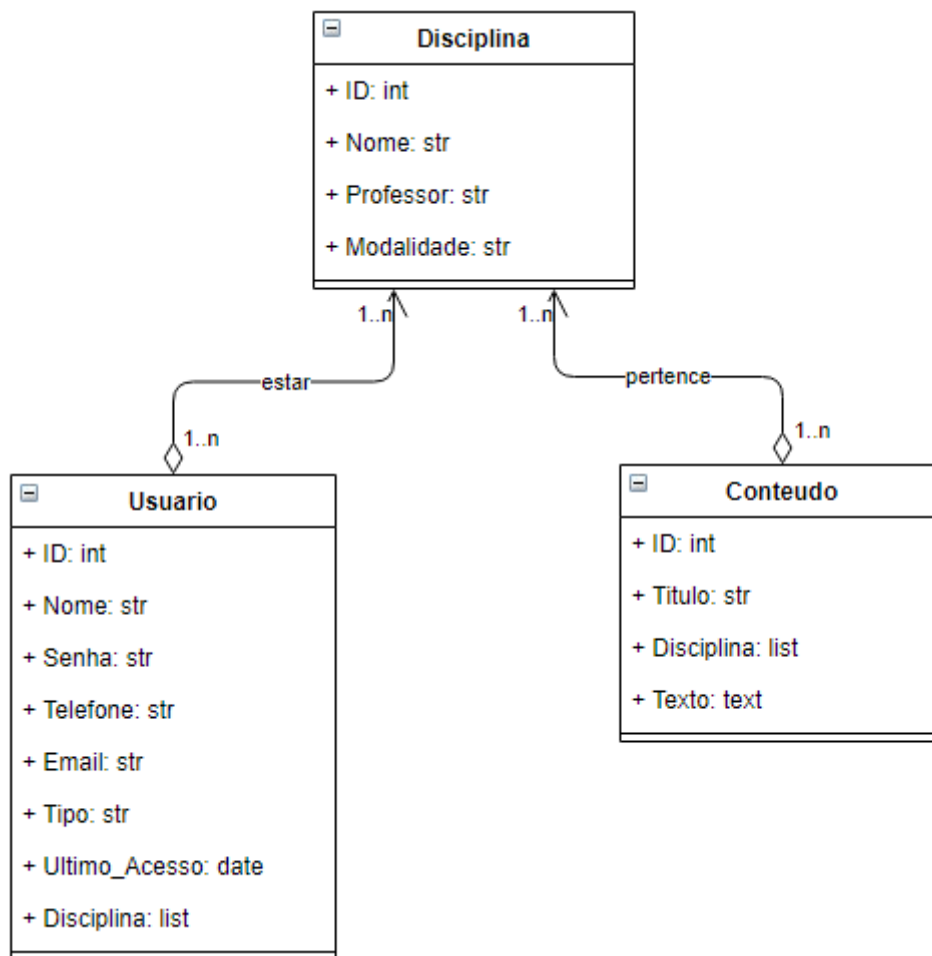 Disciplina
+ ID: int
+ Nome: str
+ Professor: str
+ Modalidade: str
1..n
1..n
estar
pertence
1..n
1..n
Usuario
+ ID: int
+ Nome: str
+ Senha: str
+ Telefone: str
+ Email: str
+ Tipo: str
+ Ultimo_Acesso: date
+ Disciplina: list
Conteudo
+ ID: int
+ Titulo: str
+ Disciplina: list
+ Texto: text